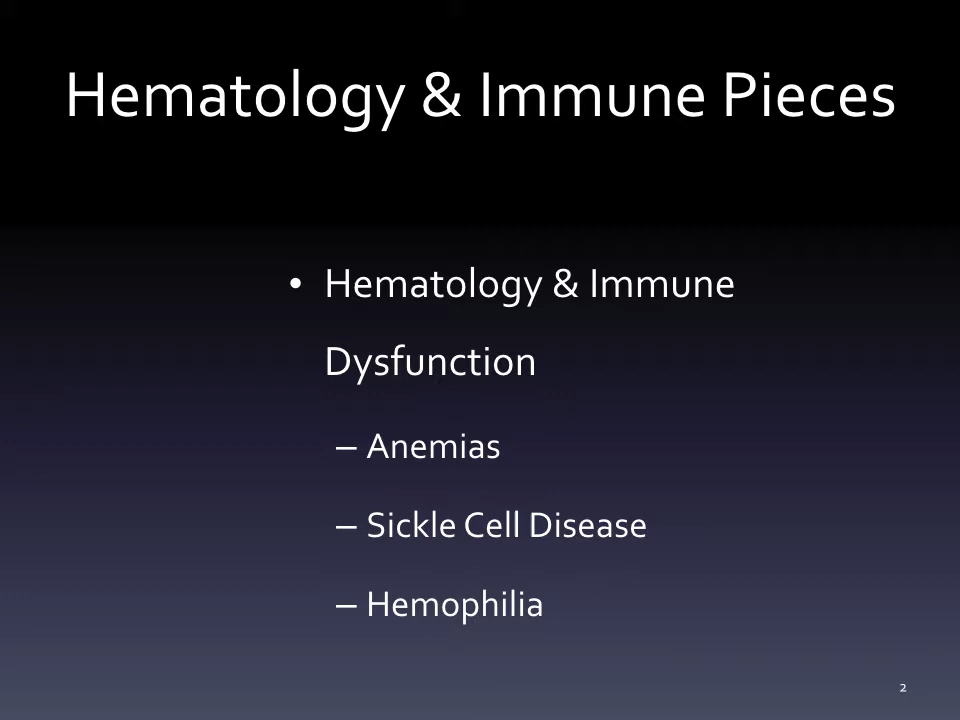 Hematology & Immune Pieces
• Hematology & Immune
Dysfunction
– Anemias
– Sickle Cell Disease
– Hemophilia
2